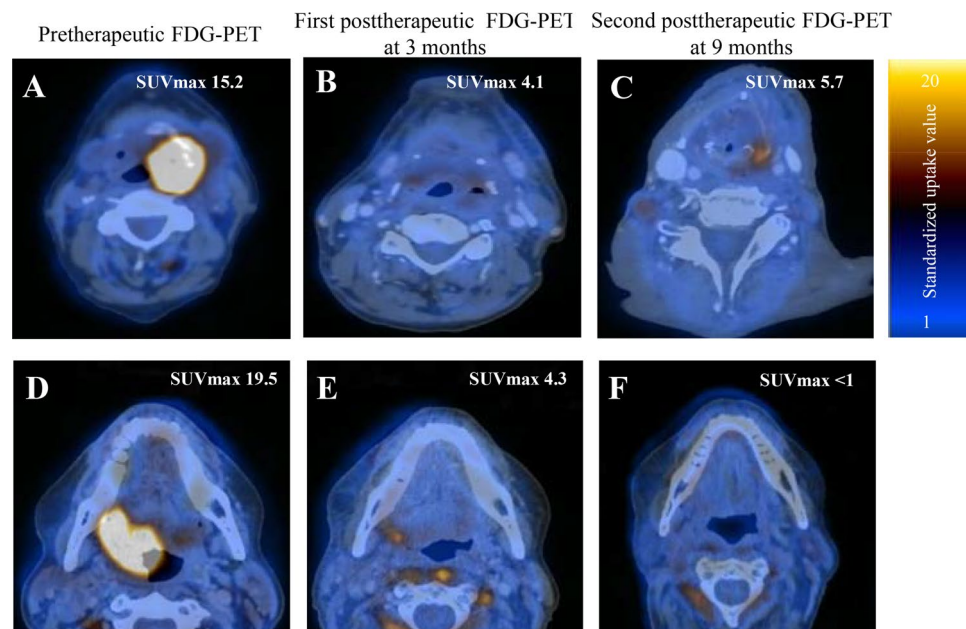 Pretherapeutic FDG-PET
First posttherapeutic FDG-PET
at 3 months
Second posttherapeutic FDG-PET
at 9 months
A
SUVmax 15.2
B
SUVmax 4.1
C
SUVmax 5.7
20
Standardized uptake value
1
D
SUVmax 19.5
E
SUVmax 4.3
F
SUVmax <1